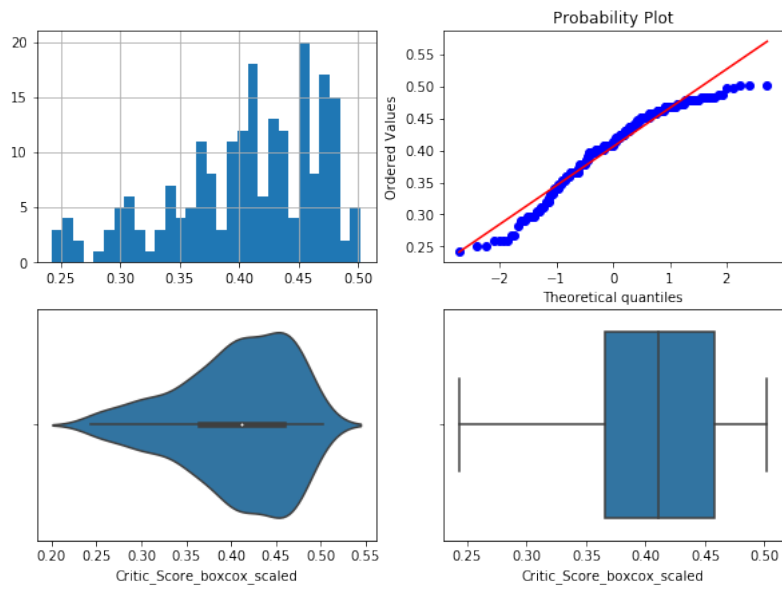 Probability Plot
20
15
10
5
0
0.25 0.30 0.35 0.40 0.45 0.50
Ordered Values
0.55
0.50
0.45
0.40
0.35
0.30
0.25
−2 −1 0 1 2
Theoretical quantiles
0.20 0.25 0.30 0.35 0.40 0.45 0.50 0.55
Critic_Score_boxcox_scaled
0.25 0.30 0.35 0.40 0.45 0.50
Critic_Score_boxcox_scaled